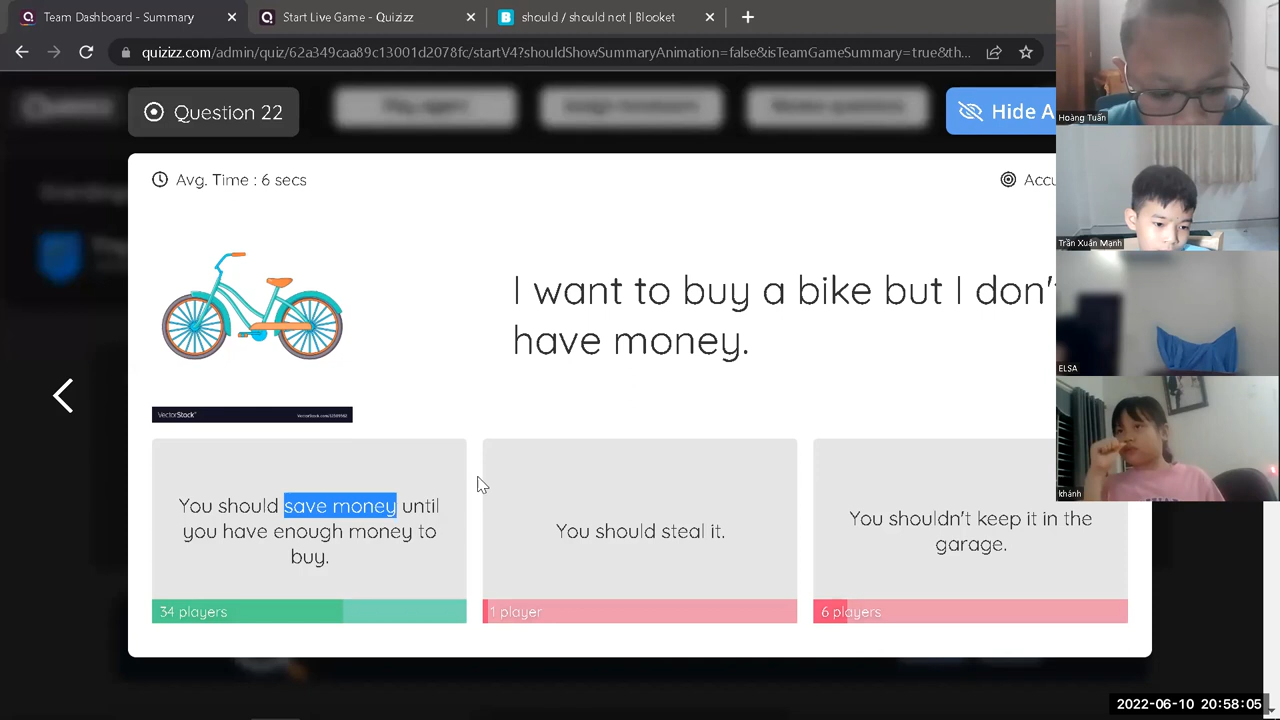 Team Dashboard - Summary
Start Live Game - Quizizz
should / should not | Blooket
quizizz.com/admin/quiz/62a349caa89c13001d2078fc/startV4?shouldShowSummaryAnimation=false&isTeamGameSummary=true&th...
Question 22
Hide A
Hoàng Tuấn
Avg. Time : 6 secs
Accu
Trần Xuân Mạnh
I want to buy a bike but I don'
have money.
ELSA
VectorStock
khánh
You should save money until
you have enough money to
buy.
34 players
You should steal it.
1 player
You shouldn't keep it in the
garage.
6 players
2022-06-10 20:58:05